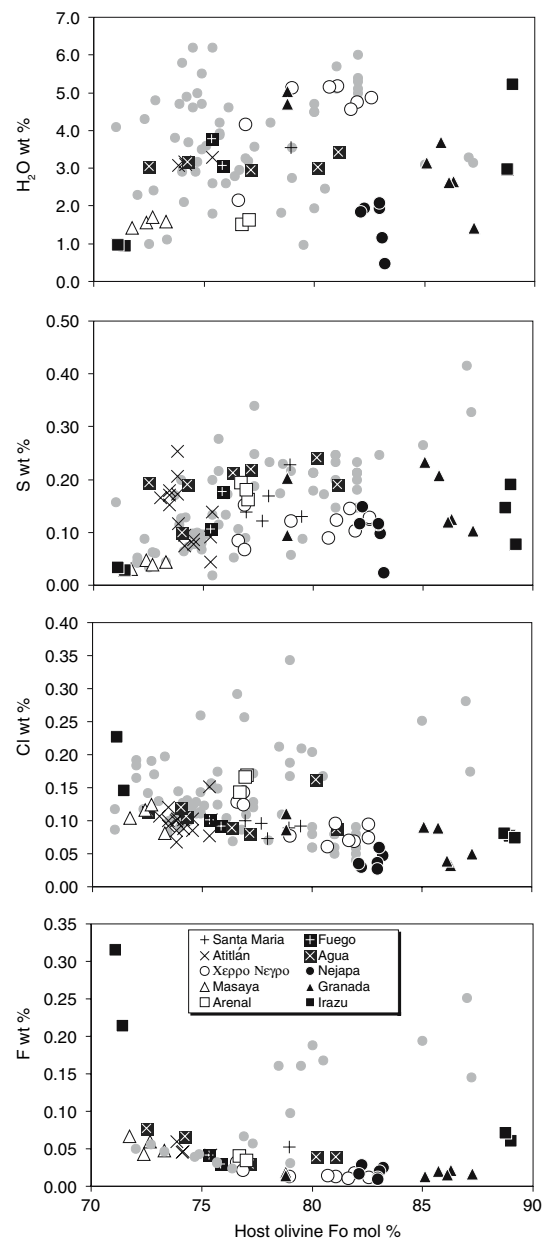 7.0
6.0
5.0
4.0
3.0
2.0
1.0
0.0
H₂O wt %
0.50
0.40
0.30
0.20
0.10
0.00
S wt %
0.40
0.35
0.30
0.25
0.20
0.15
0.10
0.05
0.00
Cl wt %
0.35
0.30
0.25
0.20
0.15
0.10
0.05
0.00
F wt %
Santa Maria
Fuego
Atitlán
Agua
Χερρο Νεγρο
Nejapa
Masaya
Granada
Arenal
Irazu
70 75 80 85 90
Host olivine Fo mol %